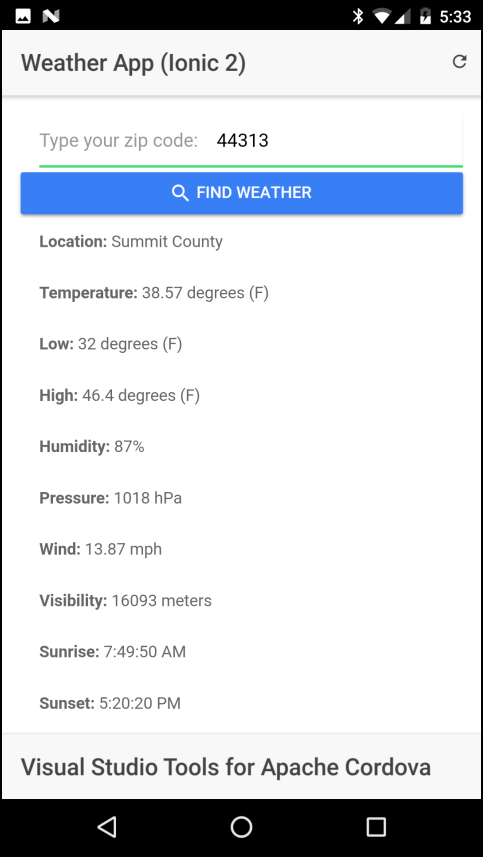 5:33
Weather App (Ionic 2)
Type your zip code: 44313
FIND WEATHER
Location: Summit County
Temperature: 38.57 degrees (F)
Low: 32 degrees (F)
High: 46.4 degrees (F)
Humidity: 87%
Pressure: 1018 hPa
Wind: 13.87 mph
Visibility: 16093 meters
Sunrise: 7:49:50 AM
Sunset: 5:20:20 PM
Visual Studio Tools for Apache Cordova